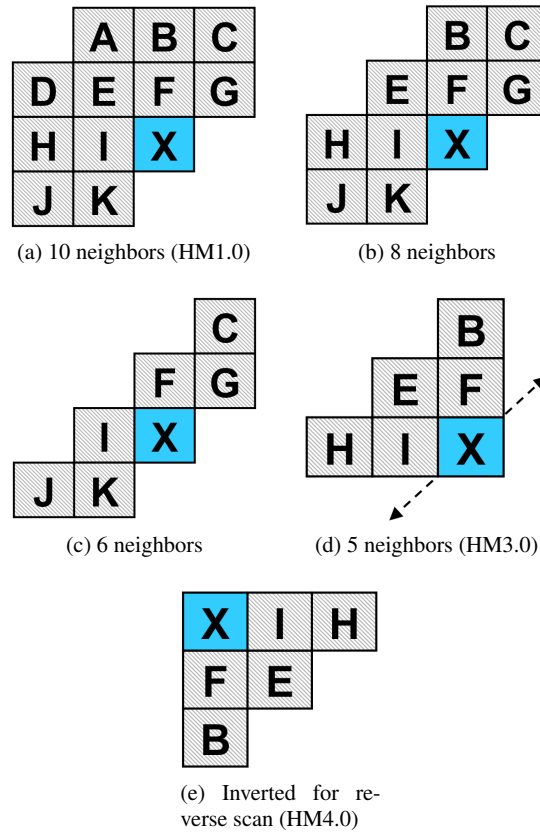 A B C
D E F G
H I X
J K
(a) 10 neighbors (HM1.0)
B C
E F G
H I X
J K
(b) 8 neighbors
C
F G
I X
J K
(c) 6 neighbors
B
E F
H I X
(d) 5 neighbors (HM3.0)
X I H
F E
B
(e) Inverted for re-
verse scan (HM4.0)